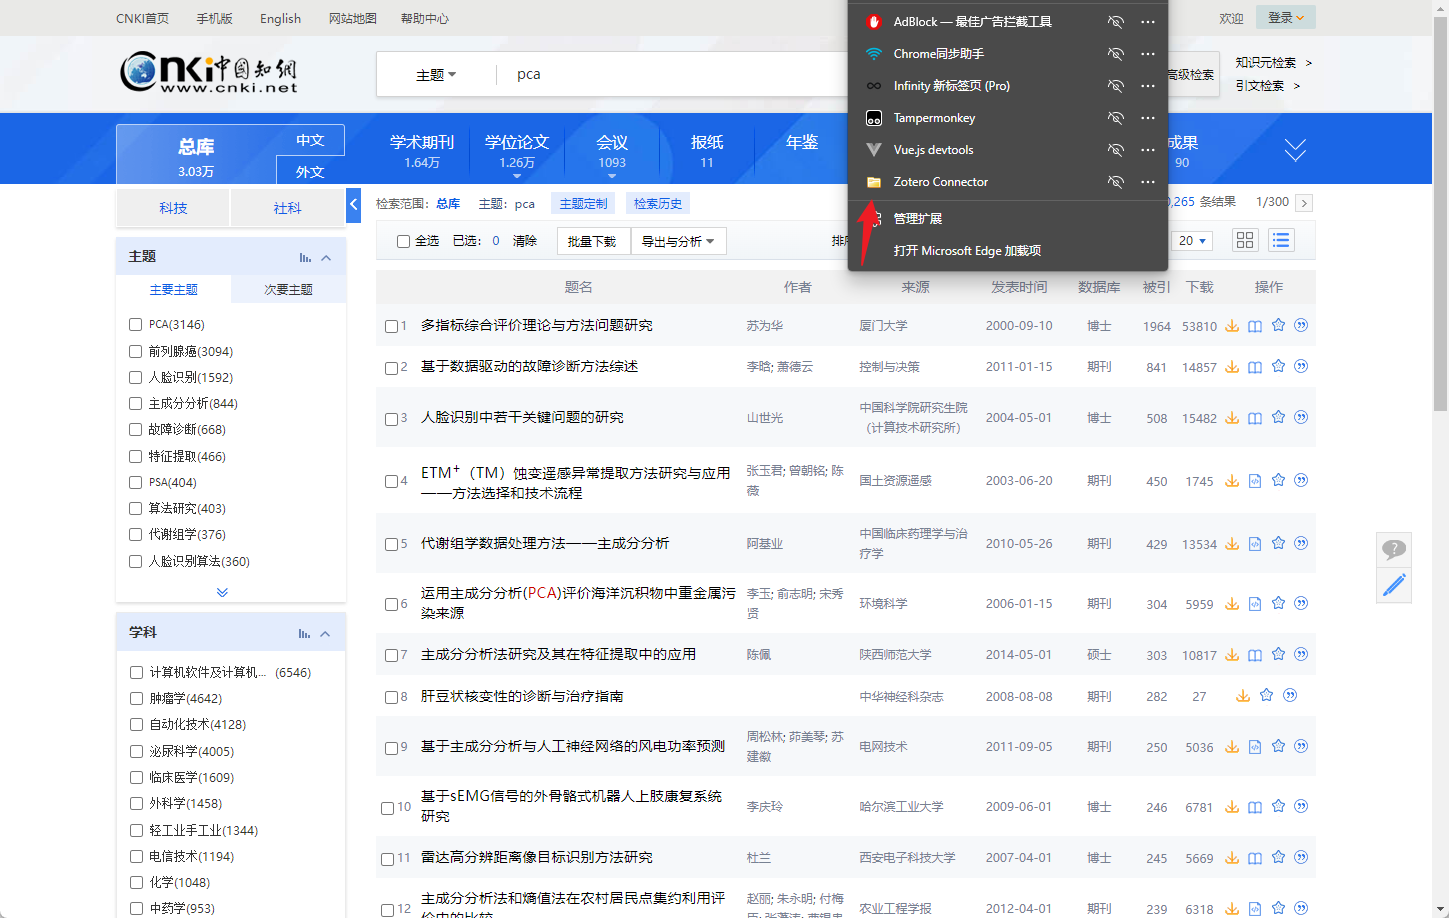 CNKI首页 手机版 English 网站地图 帮助中心 欢迎 登录
AdBlock — 最佳广告拦截工具
Chrome同步助手
Infinity 新标签页 (Pro)
Tampermonkey
Vue.js devtools
Zotero Connector
管理扩展
打开 Microsoft Edge 加载项
cnki中国知网
www.cnki.net
主题 pca
高级检索
知识元检索 >
引文检索 >
总库
3.03万
中文
外文
学术期刊
1.64万
学位论文
1.26万
会议
1093
报纸
11
年鉴
成果
90
科技 社科
检索范围: 总库 主题: pca 主题定制 检索历史 0,265 条结果 1/300 >
全选 已选: 0 清除 批量下载 导出与分析 20
主题
主要主题 次要主题
PCA(3146)
前列腺癌(3094)
人脸识别(1592)
主成分分析(844)
故障诊断(668)
特征提取(466)
PSA(404)
算法研究(403)
代谢组学(376)
人脸识别算法(360)
学科
计算机软件及计算机... (6546)
肿瘤学(4642)
自动化技术(4128)
泌尿科学(4005)
临床医学(1609)
外科学(1458)
轻工业手工业(1344)
电信技术(1194)
化学(1048)
中药学(953)
题名 作者 来源 发表时间 数据库 被引 下载 操作
1 多指标综合评价理论与方法问题研究 苏为华 厦门大学 2000-09-10 博士 1964 53810
2 基于数据驱动的故障诊断方法综述 李晗; 萧德云 控制与决策 2011-01-15 期刊 841 14857
3 人脸识别中若干关键问题的研究 山世光 中国科学院研究生院（计算技术研究所） 2004-05-01 博士 508 15482
4 ETM+（TM）蚀变遥感异常提取方法研究与应用——方法选择和技术流程 张玉君; 曾朝铭; 陈薇 国土资源遥感 2003-06-20 期刊 450 1745
5 代谢组学数据处理方法——主成分分析 阿基业 中国临床药理学与治疗学 2010-05-26 期刊 429 13534
6 运用主成分分析(PCA)评价海洋沉积物中重金属污染来源 李玉; 俞志明; 宋秀贤 环境科学 2006-01-15 期刊 304 5959
7 主成分分析法研究及其在特征提取中的应用 陈佩 陕西师范大学 2014-05-01 硕士 303 10817
8 肝豆状核变性的诊断与治疗指南 中华神经科杂志 2008-08-08 期刊 282 27
9 基于主成分分析与人工神经网络的风电功率预测 周松林; 茆美琴; 苏建徽 电网技术 2011-09-05 期刊 250 5036
10 基于sEMG信号的外骨骼式机器人上肢康复系统研究 李庆玲 哈尔滨工业大学 2009-06-01 博士 246 6781
11 雷达高分辨距离像目标识别方法研究 杜兰 西安电子科技大学 2007-04-01 博士 245 5669
12 主成分分析法和熵值法在农村居民点集约利用评 赵丽; 朱永明; 付梅 农业工程学报 2012-04-01 期刊 239 6318